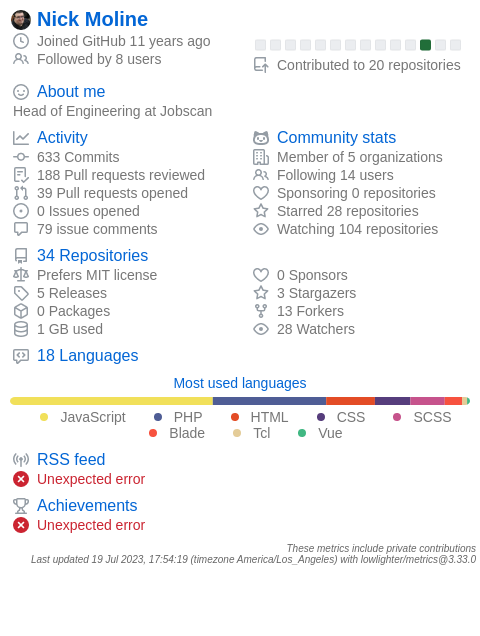 Nick Moline
Joined GitHub 11 years ago
Followed by 8 users
Contributed to 20 repositories
About me
Head of Engineering at Jobscan
Activity
633 Commits
188 Pull requests reviewed
39 Pull requests opened
0 Issues opened
79 issue comments
Community stats
Member of 5 organizations
Following 14 users
Sponsoring 0 repositories
Starred 28 repositories
Watching 104 repositories
34 Repositories
Prefers MIT license
5 Releases
0 Packages
1 GB used
0 Sponsors
3 Stargazers
13 Forkers
28 Watchers
18 Languages
Most used languages
JavaScript PHP HTML CSS SCSS
Blade Tcl Vue
RSS feed
Unexpected error
Achievements
Unexpected error
These metrics include private contributions
Last updated 19 Jul 2023, 17:54:19 (timezone America/Los_Angeles) with lowlighter/metrics@3.33.0